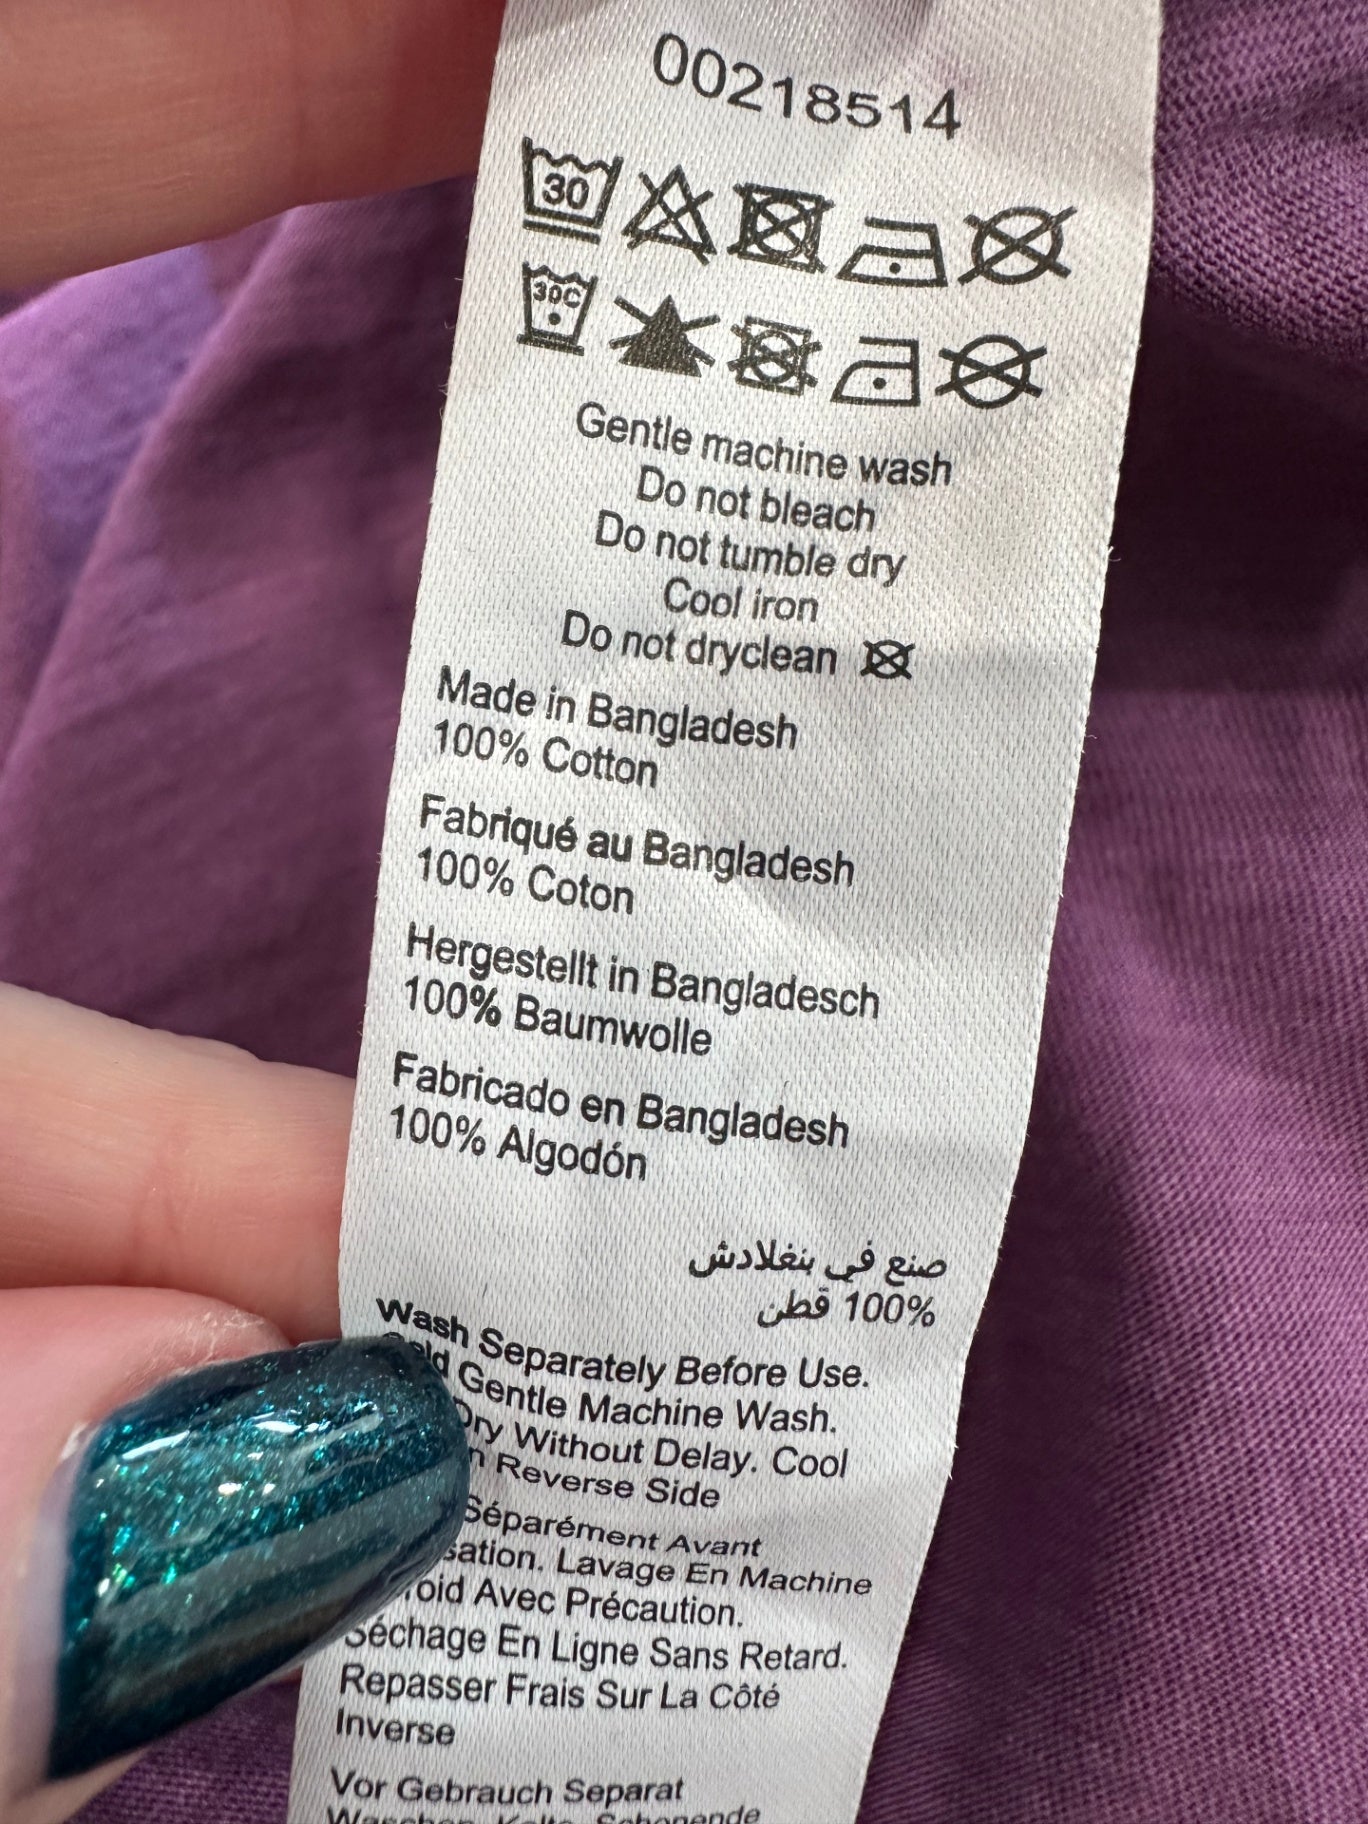 00218514
30
30C
Gentle machine wash
Do not bleach
Do not tumble dry
Cool iron
Do not dryclean
Made in Bangladesh
100% Cotton
Fabriqué au Bangladesh
100% Coton
Hergestellt in Bangladesch
100% Baumwolle
Fabricado en Bangladesh
100% Algodón
صنع في بنغلادش
100% قطن
Wash Separately Before Use.
Gentle Machine Wash.
Dry Without Delay. Cool
Reverse Side
Séparément Avant
Lavage En Machine
Avec Précaution.
Séchage En Ligne Sans Retard.
Repasser Frais Sur La Côté
Inverse
Vor Gebrauch Separat